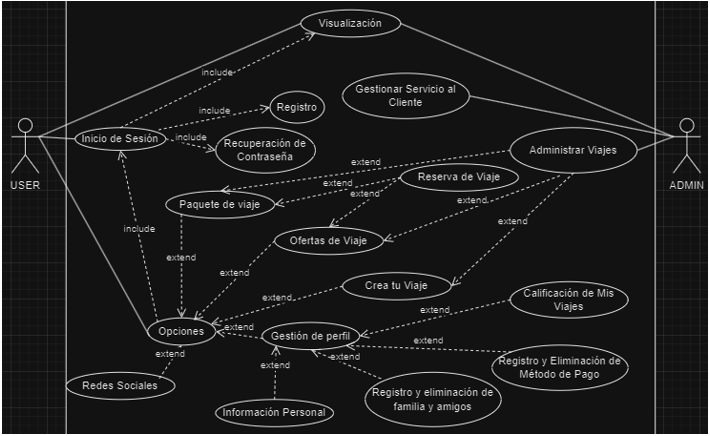 Visualización
include
Gestionar Servicio al
Cliente
include
Registro
Inicio de Sesión
include
Recuperación de
Contraseña
Administrar Viajes
USER
ADMIN
extend
Reserva de Viaje
extend
extend
Paquete de viaje
extend
include
Ofertas de Viaje
extend
extend
extend
Crea tu Viaje
extend
Calificación de Mis
Viajes
extend
Opciones
extend
Gestión de perfil
extend
extend
extend
Registro y Eliminación de
Método de Pago
extend
Redes Sociales
Registro y eliminación de
familia y amigos
Información Personal